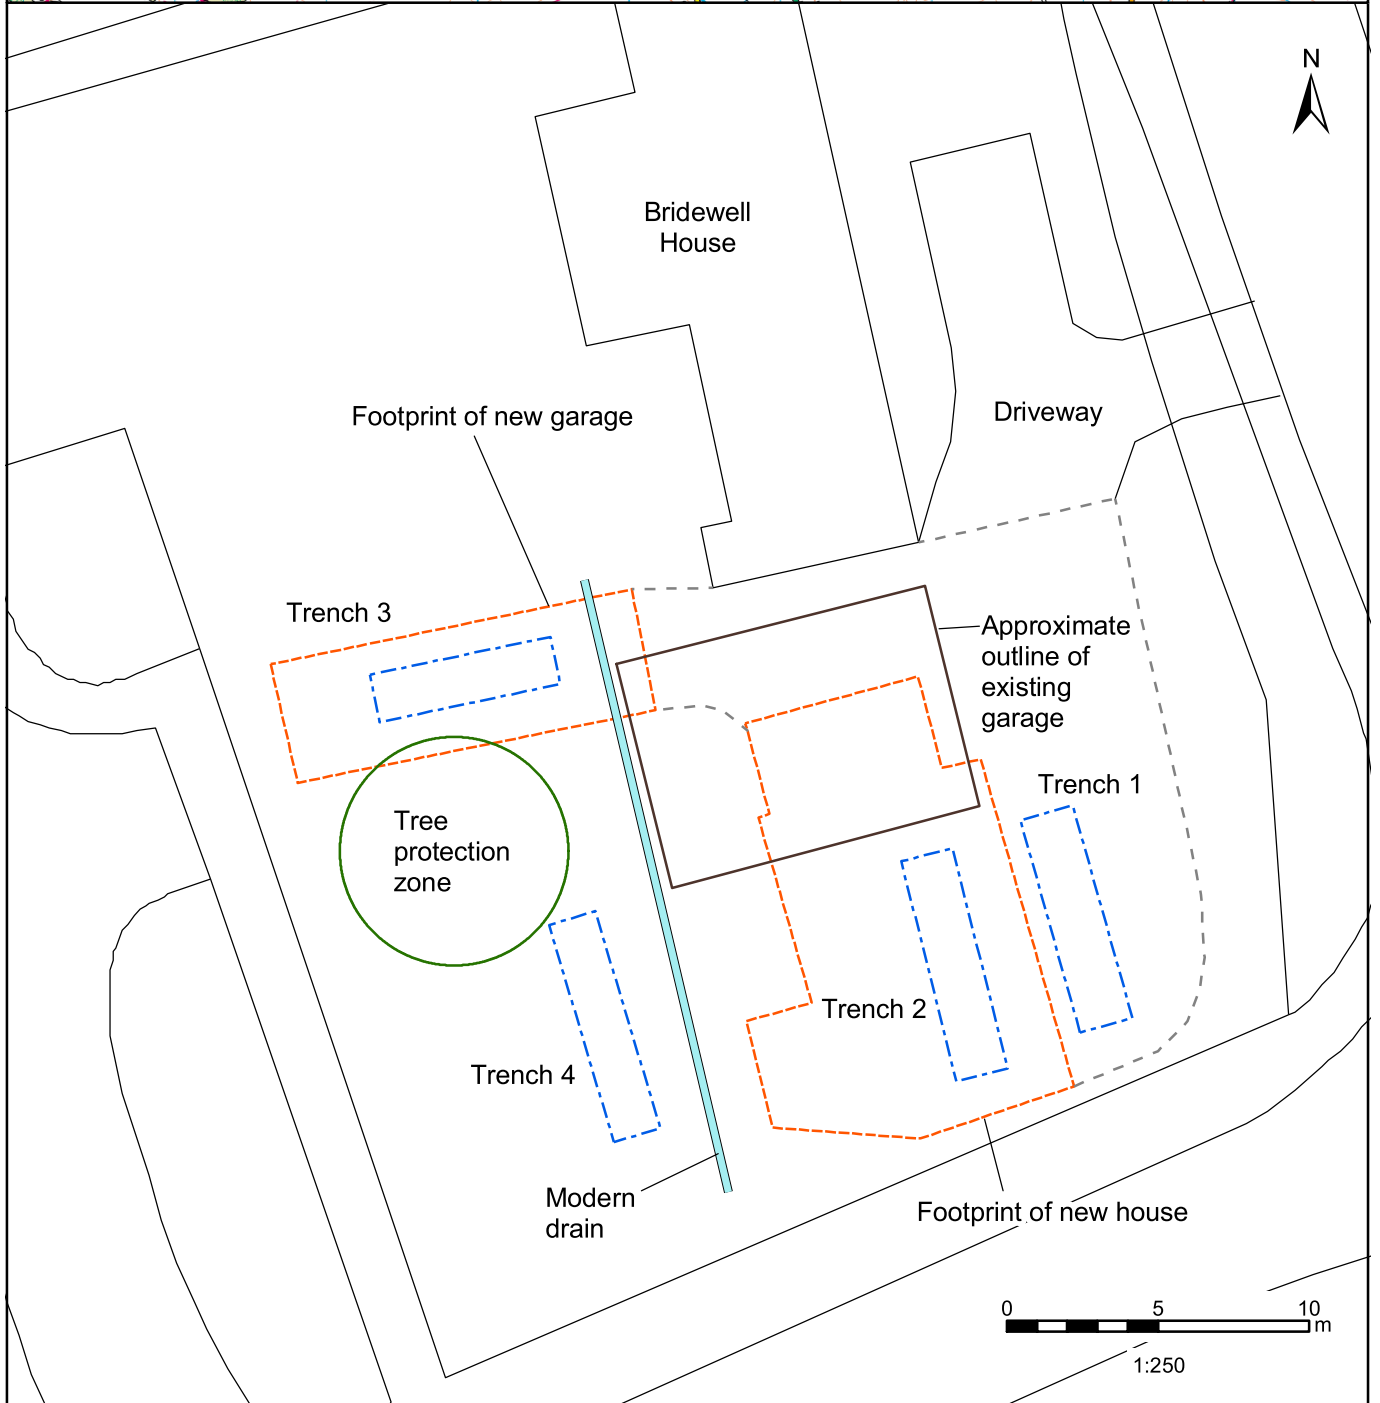 N
Bridewell
House
Footprint of new garage
Driveway
Trench 3
Approximate
outline of
existing
garage
Trench 1
Tree
protection
zone
Trench 2
Trench 4
Modern
drain
Footprint of new house
0 5 10
m
1:250